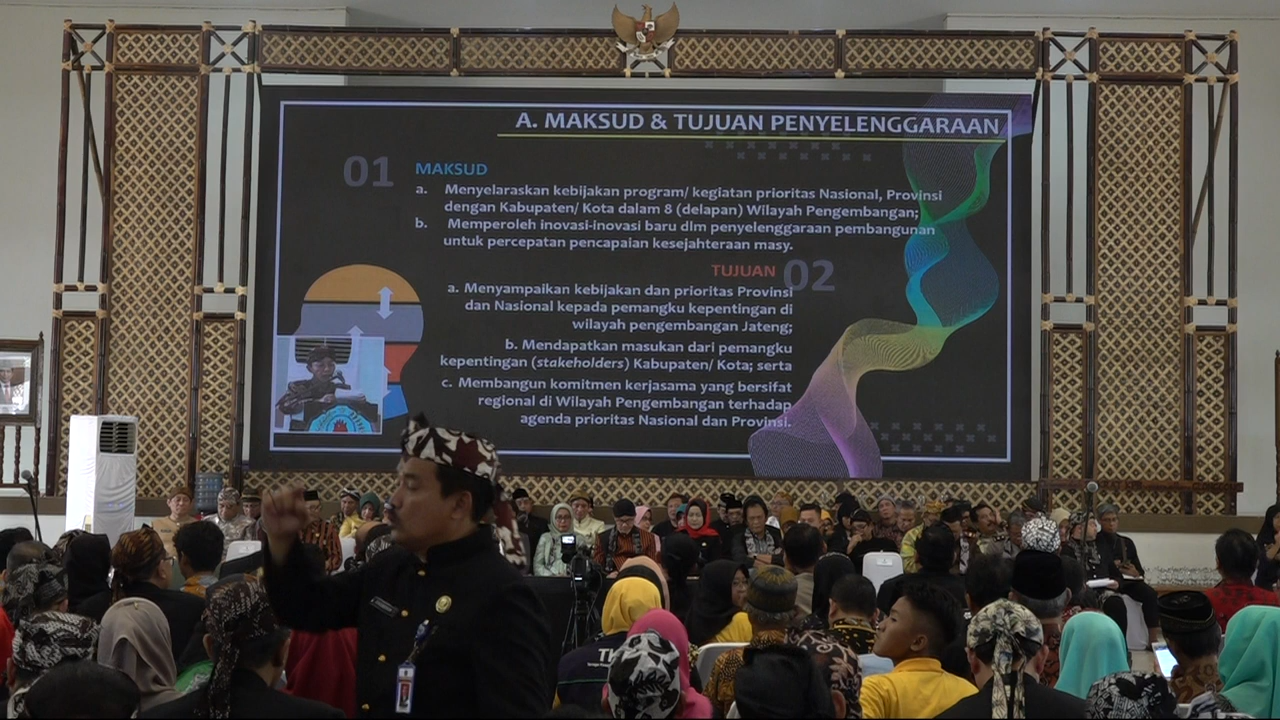 A. MAKSUD & TUJUAN PENYELENGGARAAN
01
MAKSUD
a. Menyelaraskan kebijakan program/ kegiatan prioritas Nasional, Provinsi
dengan Kabupaten/ Kota dalam 8 (delapan) Wilayah Pengembangan;
b. Memperoleh inovasi-inovasi baru dlm penyelenggaraan pembangunan
untuk percepatan pencapaian kesejahteraan masy.
TUJUAN
02
a. Menyampaikan kebijakan dan prioritas Provinsi
dan Nasional kepada pemangku kepentingan di
wilayah pengembangan Jateng;
b. Mendapatkan masukan dari pemangku
kepentingan (stakeholders) Kabupaten/ Kota; serta
c. Membangun komitmen kerjasama yang bersifat
regional di Wilayah Pengembangan terhadap
agenda prioritas Nasional dan Provinsi.